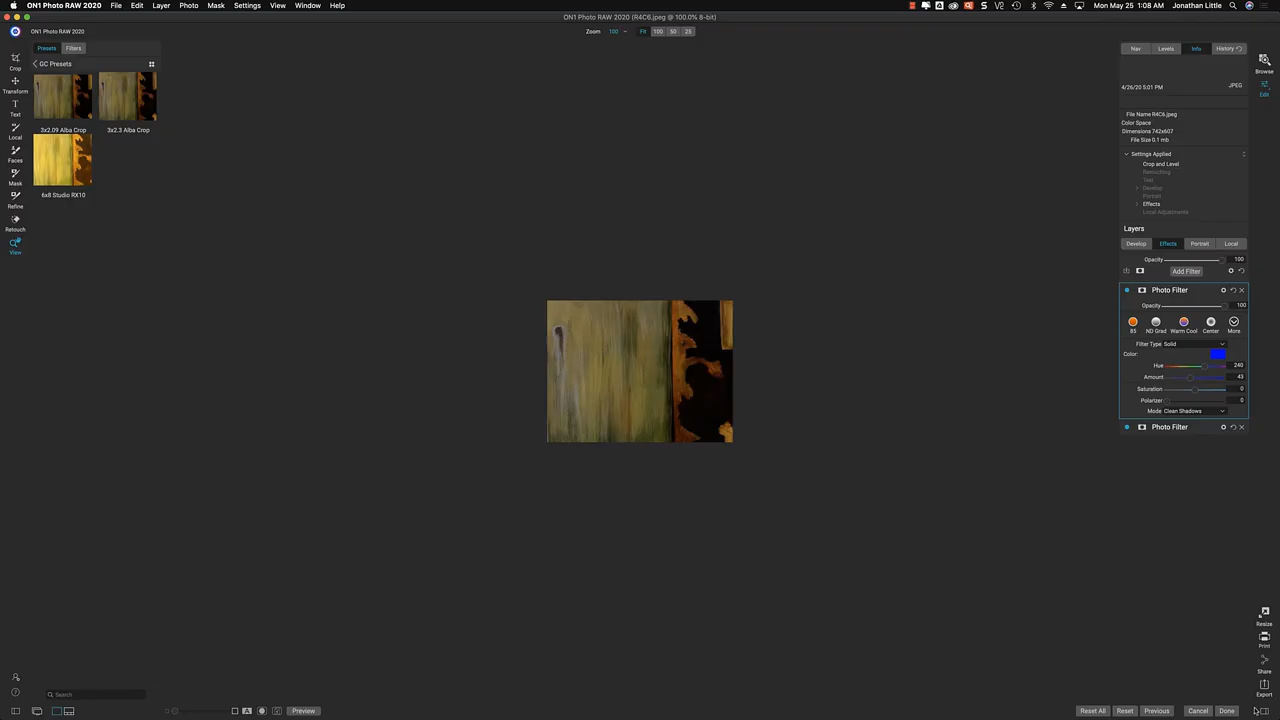 ON1 Photo RAW 2020 File Edit Layer Photo Mask Settings View Window Help Mon May 25 1:08 AM Jonathan Little
ON1 Photo RAW 2020 (R4C6.jpeg @ 100.0% 8-bit)
ON1 Photo RAW 2020
Zoom 100 Fit 100 50 25
Presets Filters
GC Presets
3x2.09 Alba Crop
3x2.3 Alba Crop
6x8 Studio RX10
Crop
Transform
Text
Local
Faces
Mask
Refine
Retouch
View
Search
Preview
Nav Levels Info History
4/26/20 5:01 PM JPEG
File Name R4C6.jpeg
Color Space
Dimensions 742x607
File Size 0.1 mb
Settings Applied
Crop and Level
Retouching
Text
Develop
Portrait
Effects
Local Adjustments
Layers
Develop Effects Portrait Local
Opacity 100
Add Filter
Photo Filter
Opacity 100
85 ND Grad Warm Cool Center More
Filter Type Solid
Color:
Hue 240
Amount 43
Saturation 0
Polarizer 0
Mode Clean Shadows
Photo Filter
Browse
Edit
Resize
Print
Share
Export
Reset All Reset Previous Cancel Done